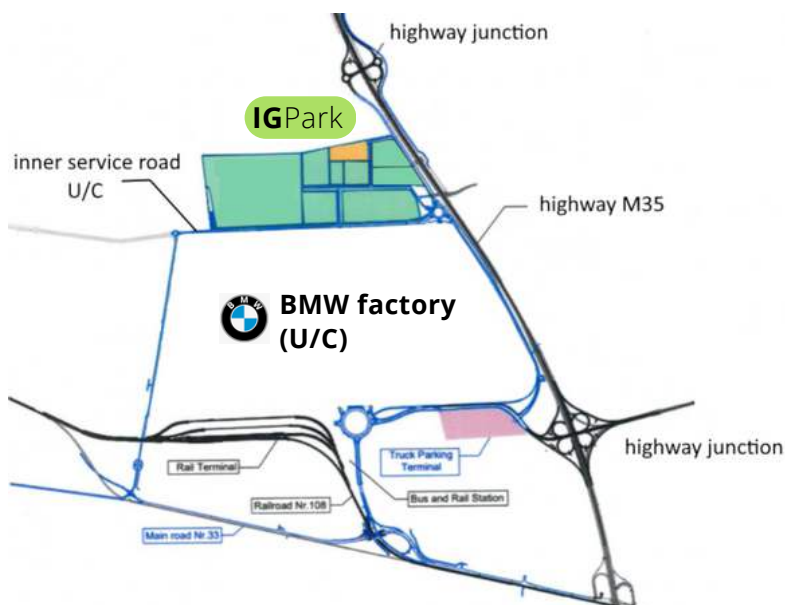 highway junction
IGPark
inner service road
U/C
highway M35
BMW
BMW factory
(U/C)
highway junction
Rail Terminal
Truck Parking
Terminal
Railroad Nr.108
Bus and Rail Station
Main road Nr.33